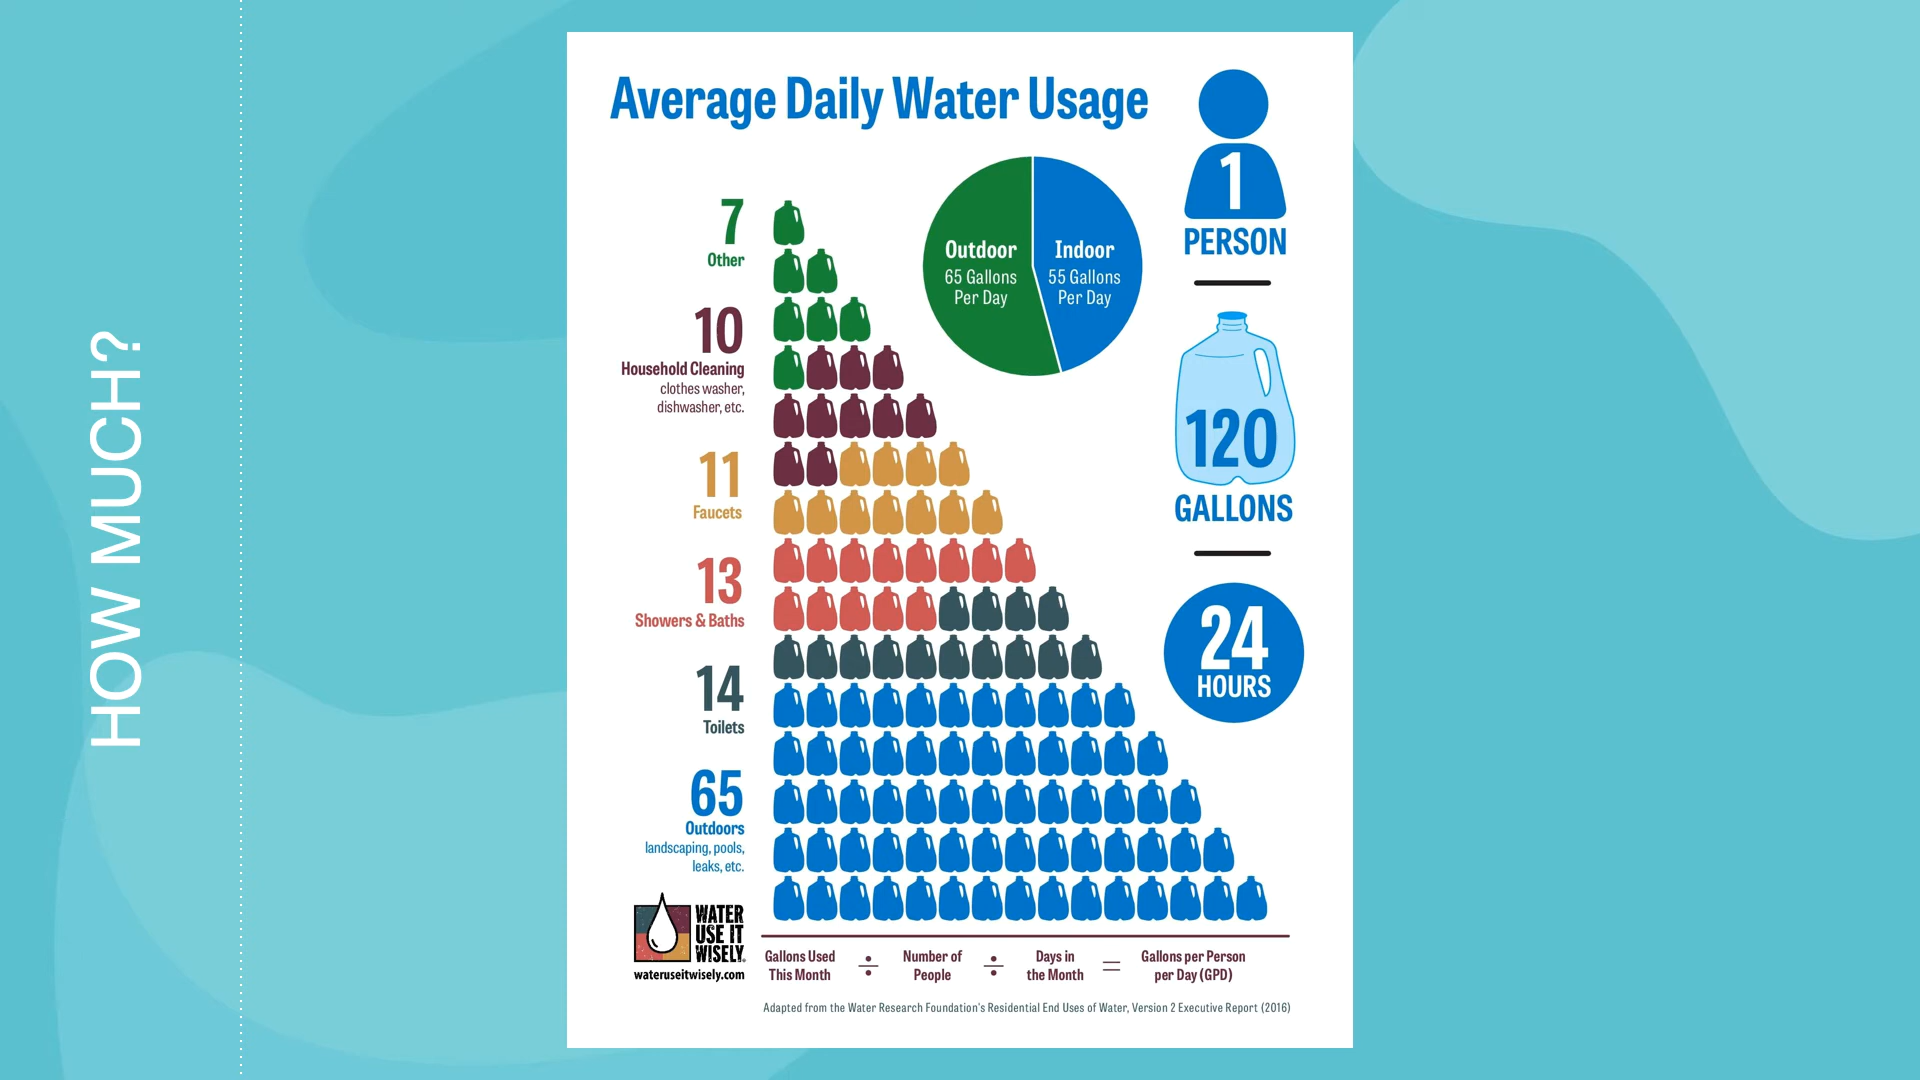 HOW MUCH?
Average Daily Water Usage
1
PERSON
120
GALLONS
24
HOURS
Outdoor
65 Gallons
Per Day
Indoor
55 Gallons
Per Day
7
Other
10
Household Cleaning
clothes washer,
dishwasher, etc.
11
Faucets
13
Showers & Baths
14
Toilets
65
Outdoors
landscaping, pools,
leaks, etc.
WATER
USE IT
WISELY®
wateruseitwisely.com
Gallons Used
This Month
÷
Number of
People
÷
Days in
the Month
=
Gallons per Person
per Day (GPD)
Adapted from the Water Research Foundation's Residential End Uses of Water, Version 2 Executive Report (2016)